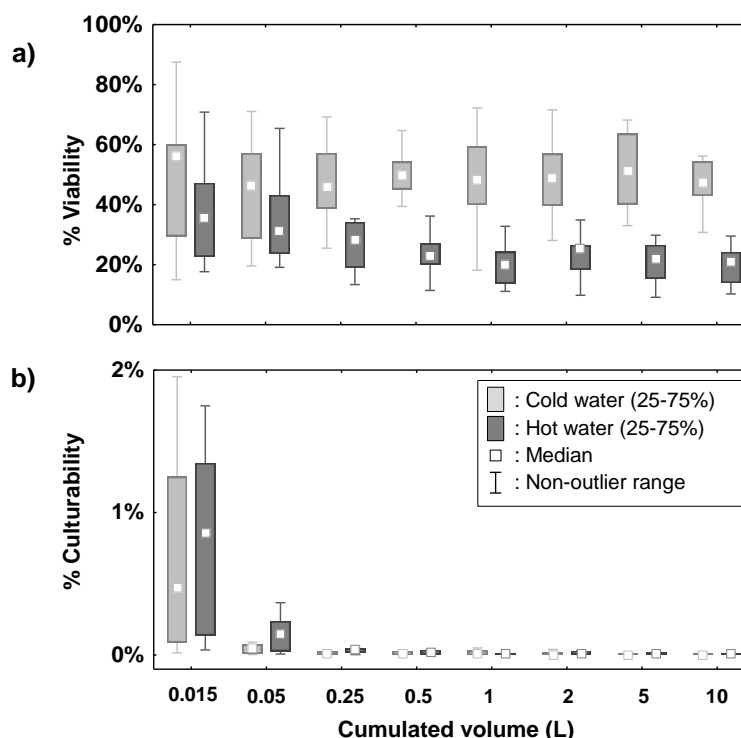 a)
100%
80%
60%
40%
20%
0%
% Viability
b)
2%
1%
0%
% Culturability
: Cold water (25-75%)
: Hot water (25-75%)
: Median
: Non-outlier range
0.015 0.05 0.25 0.5 1 2 5 10
Cumulated volume (L)